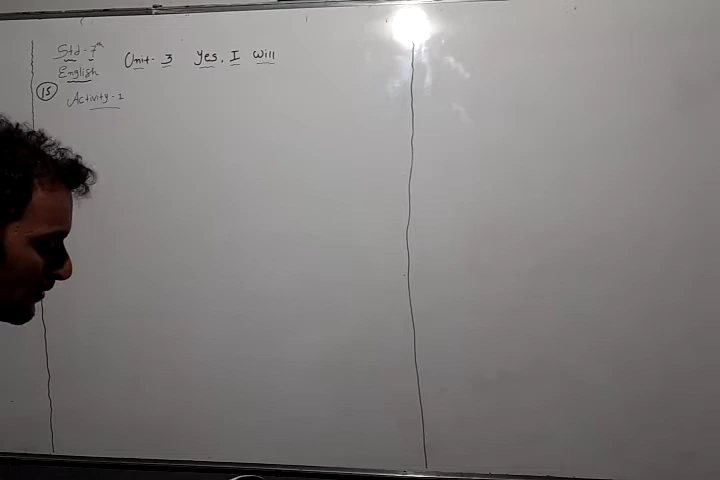 Std - 7th
Unit - 3 Yes, I will
English
15
Activity - 1